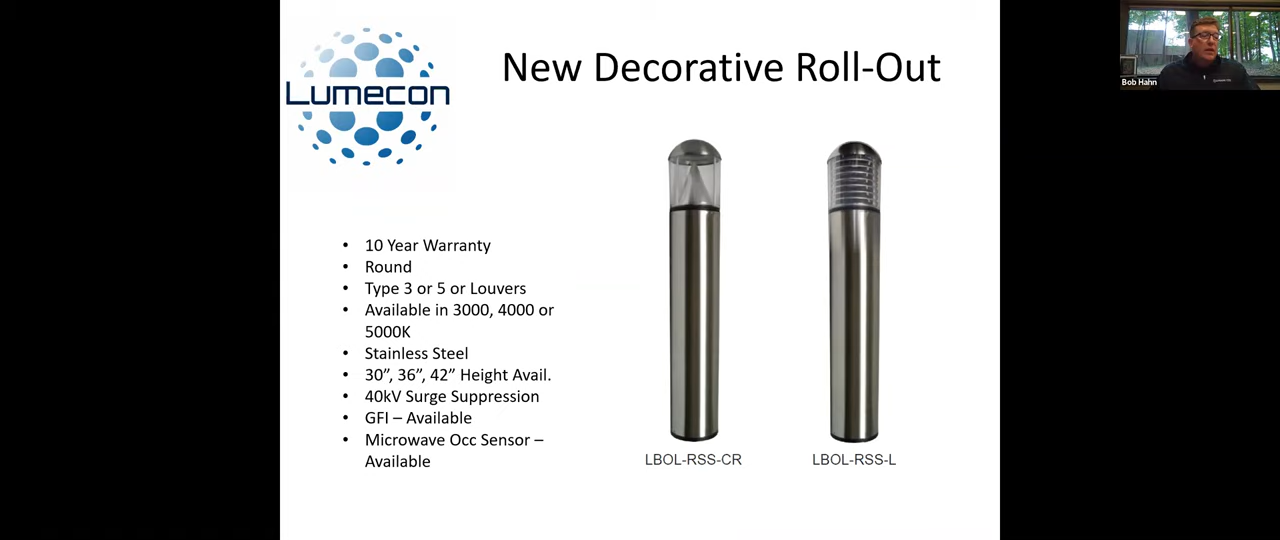 Lumecon
New Decorative Roll-Out
Bob Hahn
• 10 Year Warranty
• Round
• Type 3 or 5 or Louvers
• Available in 3000, 4000 or
5000K
• Stainless Steel
• 30”, 36”, 42” Height Avail.
• 40kV Surge Suppression
• GFI – Available
• Microwave Occ Sensor –
Available
LBOL-RSS-CR
LBOL-RSS-L